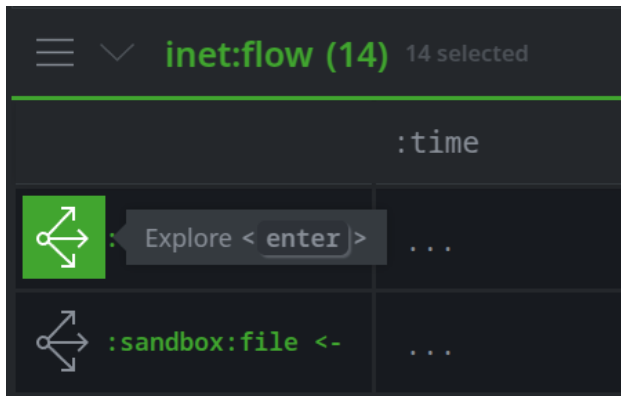 inet:flow (14) 14 selected
:time
: Explore <enter> ...
:sandbox:file <- ...